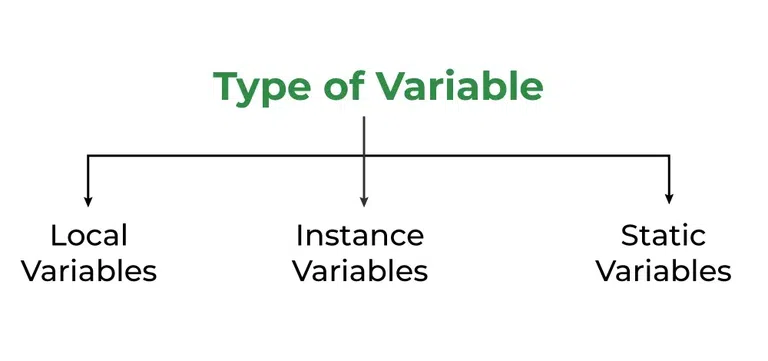 Type of Variable
Local
Variables
Instance
Variables
Static
Variables